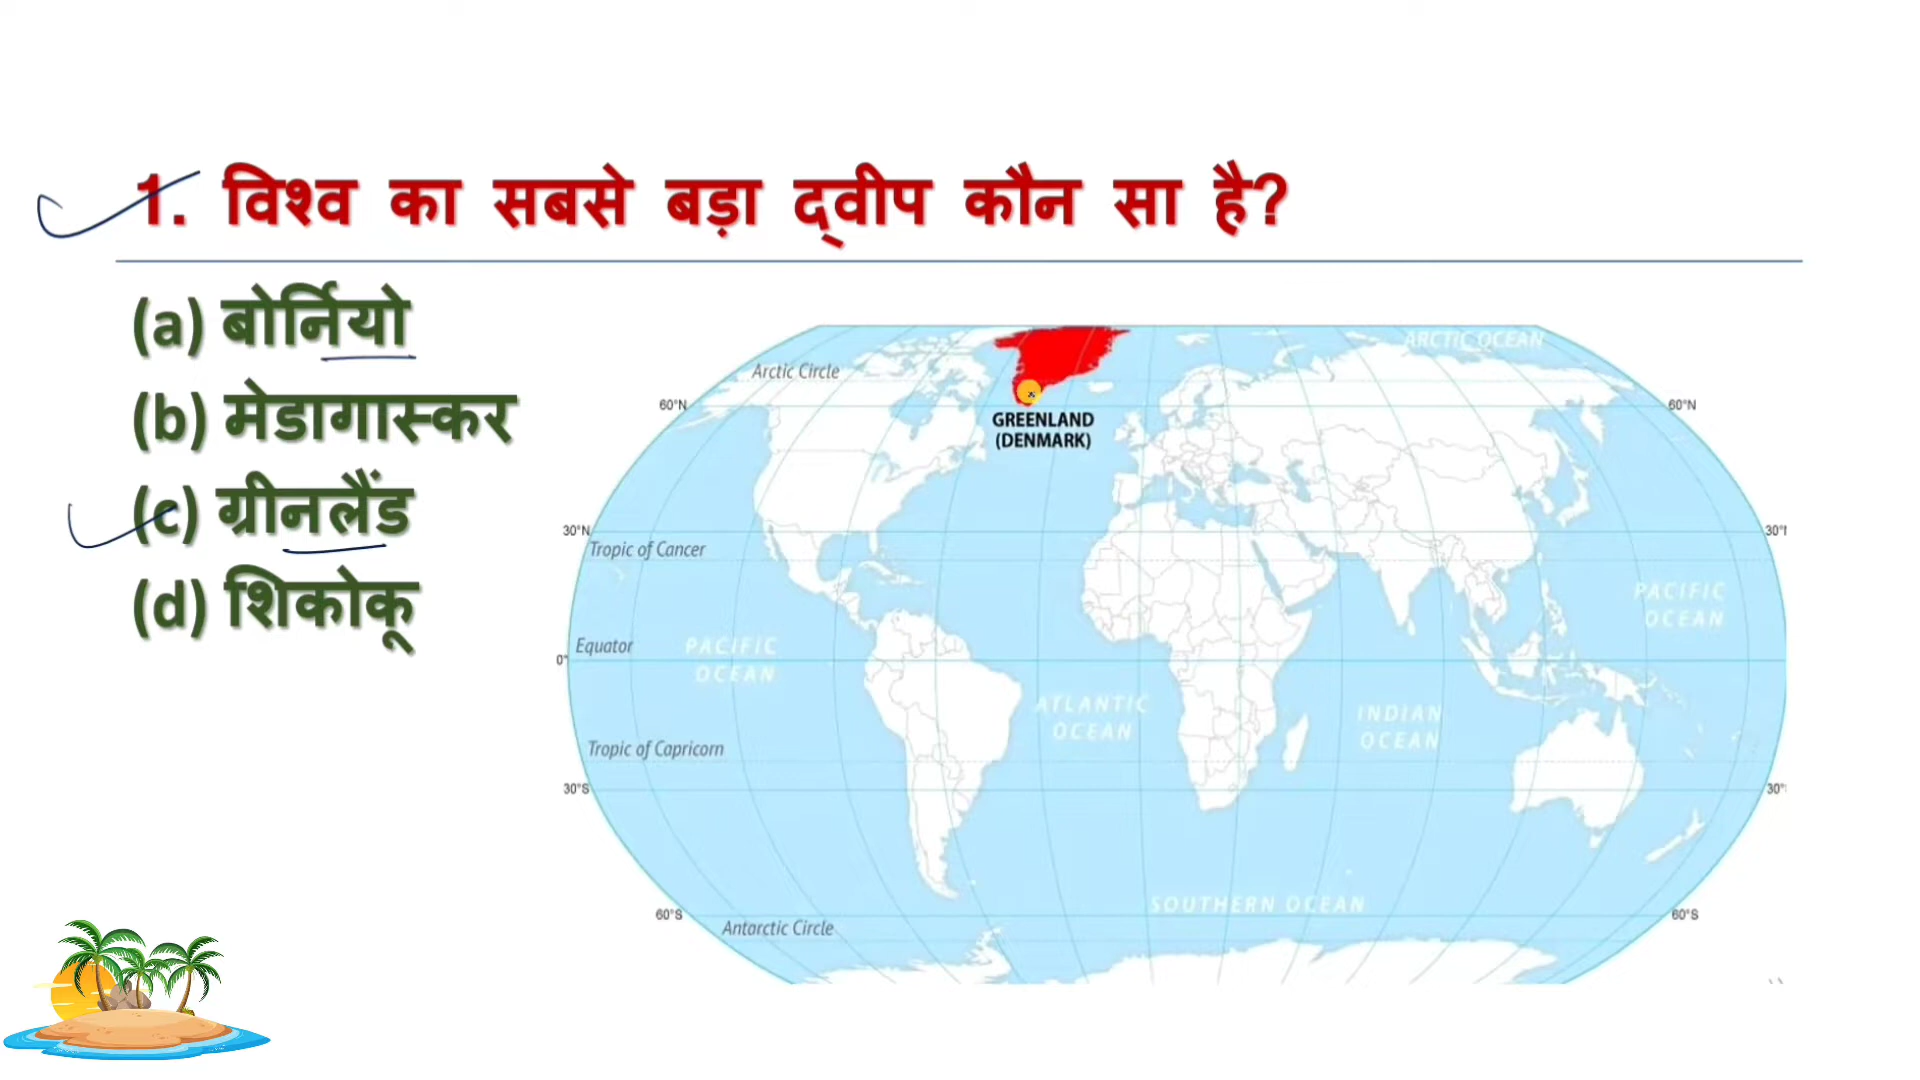 1. विश्व का सबसे बड़ा द्वीप कौन सा है?
(a) बोर्नियो
(b) मेडागास्कर
(c) ग्रीनलैंड
(d) शिकोकू
ARCTIC OCEAN
Arctic Circle
60°N
60°N
GREENLAND
(DENMARK)
30°N
30°
Tropic of Cancer
PACIFIC
OCEAN
Equator
0°
PACIFIC
OCEAN
ATLANTIC
OCEAN
INDIAN
OCEAN
Tropic of Capricorn
30°S
30°
SOUTHERN OCEAN
60°S
60°S
Antarctic Circle